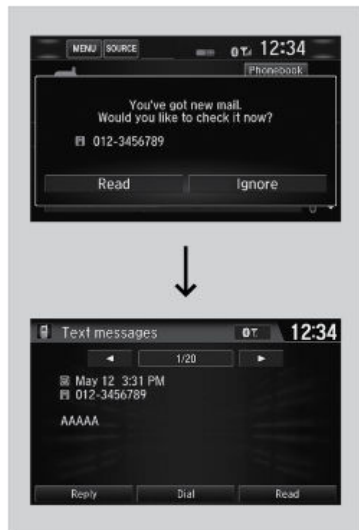 MENU SOURCE 12:34
Phonebook
You've got new mail.
Would you like to check it now?
012-3456789
Read Ignore
Text messages 12:34
1/20
May 12 3:31 PM
012-3456789
AAAAA
Reply Dial Read